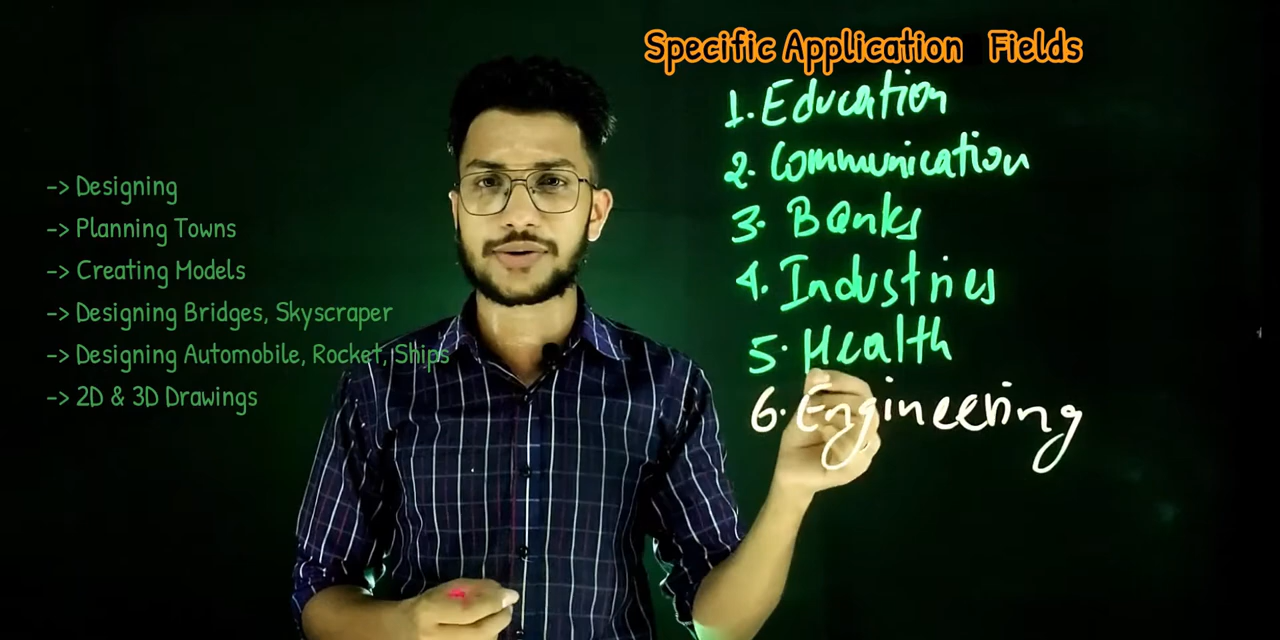 Specific Application Fields
1. Education
2. Communication
3. Banks
4. Industries
5. Health
6. Engineering
-> Designing
-> Planning Towns
-> Creating Models
-> Designing Bridges, Skyscraper
-> Designing Automobile, Rocket, Ships
-> 2D & 3D Drawings